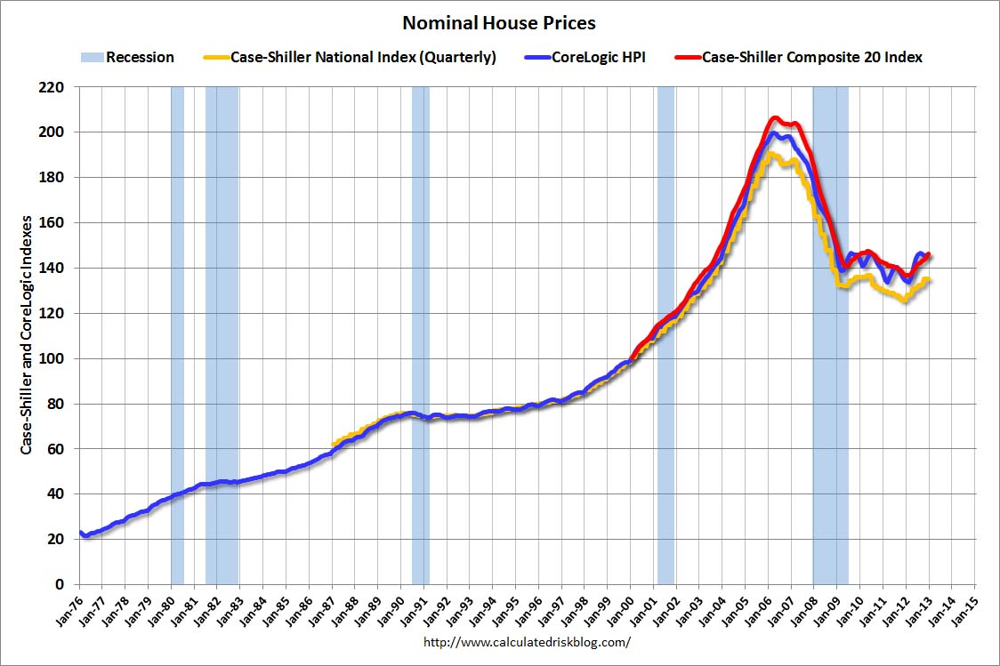 Nominal House Prices
Recession Case-Shiller National Index (Quarterly) CoreLogic HPI Case-Shiller Composite 20 Index
Case-Shiller and CoreLogic Indexes
220
200
180
160
140
120
100
80
60
40
20
0
Jan-76 Jan-77 Jan-78 Jan-79 Jan-80 Jan-81 Jan-82 Jan-83 Jan-84 Jan-85 Jan-86 Jan-87 Jan-88 Jan-89 Jan-90 Jan-91 Jan-92 Jan-93 Jan-94 Jan-95 Jan-96 Jan-97 Jan-98 Jan-99 Jan-00 Jan-01 Jan-02 Jan-03 Jan-04 Jan-05 Jan-06 Jan-07 Jan-08 Jan-09 Jan-10 Jan-11 Jan-12 Jan-13 Jan-14 Jan-15
http://www.calculatedriskblog.com/